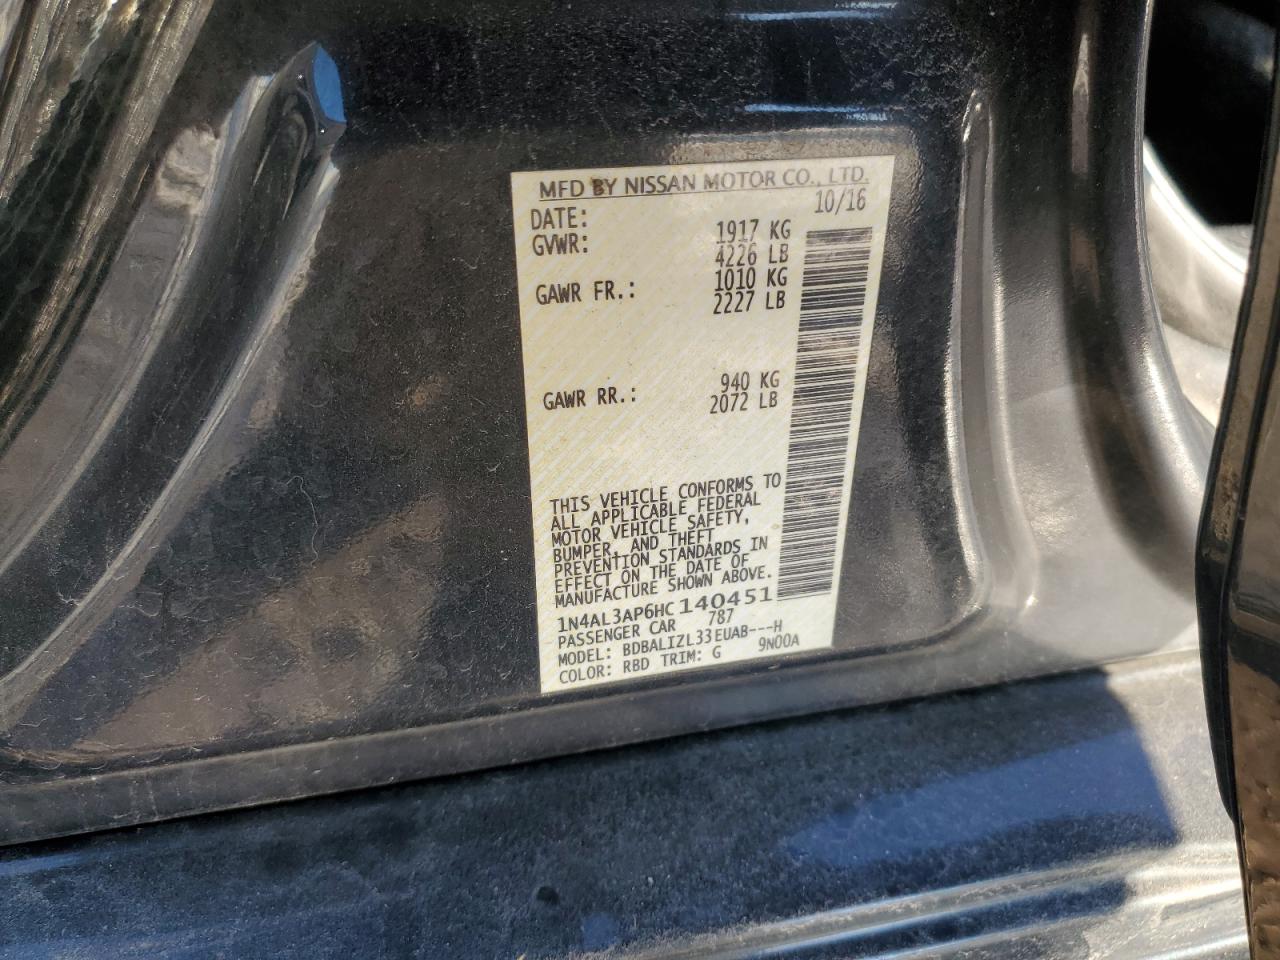 MFD BY NISSAN MOTOR CO., LTD.
DATE: 10/16
GVWR: 1917 KG
4226 LB
GAWR FR.: 1010 KG
2227 LB
GAWR RR.: 940 KG
2072 LB
THIS VEHICLE CONFORMS TO
ALL APPLICABLE FEDERAL
MOTOR VEHICLE SAFETY,
BUMPER, AND THEFT
PREVENTION STANDARDS IN
EFFECT ON THE DATE OF
MANUFACTURE SHOWN ABOVE.
1N4AL3AP6HC140451
PASSENGER CAR 787
MODEL: BDBALIZL33EUAB---H
COLOR: RBD TRIM: G 9N00A